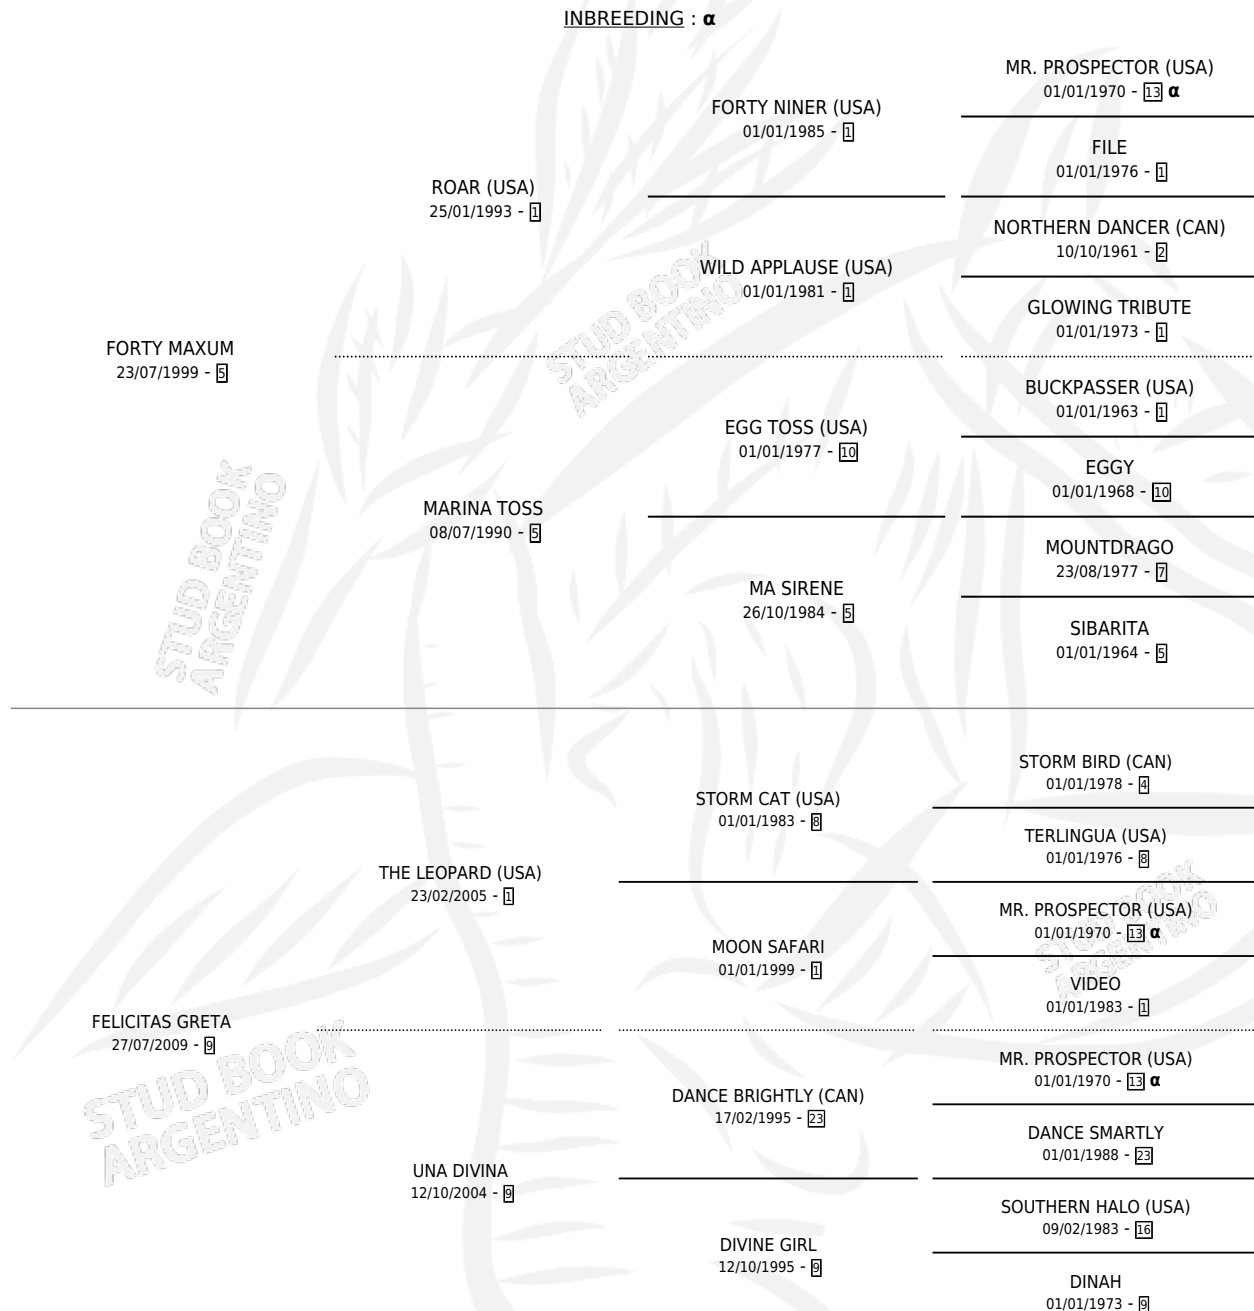 INBREEDING : α
MR. PROSPECTOR (USA)
01/01/1970 - 13 α
FORTY NINER (USA)
01/01/1985 - 1
FILE
01/01/1976 - 1
ROAR (USA)
25/01/1993 - 1
NORTHERN DANCER (CAN)
10/10/1961 - 2
WILD APPLAUSE (USA)
01/01/1981 - 1
GLOWING TRIBUTE
01/01/1973 - 1
FORTY MAXUM
23/07/1999 - 5
BUCKPASSER (USA)
01/01/1963 - 1
EGG TOSS (USA)
01/01/1977 - 10
EGGY
01/01/1968 - 10
MARINA TOSS
08/07/1990 - 5
MOUNTDRAGO
23/08/1977 - 7
MA SIRENE
26/10/1984 - 5
SIBARITA
01/01/1964 - 5
STORM BIRD (CAN)
01/01/1978 - 4
STORM CAT (USA)
01/01/1983 - 8
TERLINGUA (USA)
01/01/1976 - 8
THE LEOPARD (USA)
23/02/2005 - 1
MR. PROSPECTOR (USA)
01/01/1970 - 13 α
MOON SAFARI
01/01/1999 - 1
VIDEO
01/01/1983 - 1
FELICITAS GRETA
27/07/2009 - 9
MR. PROSPECTOR (USA)
01/01/1970 - 13 α
DANCE BRIGHTLY (CAN)
17/02/1995 - 23
DANCE SMARTLY
01/01/1988 - 23
UNA DIVINA
12/10/2004 - 9
SOUTHERN HALO (USA)
09/02/1983 - 16
DIVINE GIRL
12/10/1995 - 9
DINAH
01/01/1973 - 9
STUD BOOK
ARGENTINO
STUD BOOK
ARGENTINO
STUD BOOK
ARGENTINO
STUD BOOK
ARGENTINO